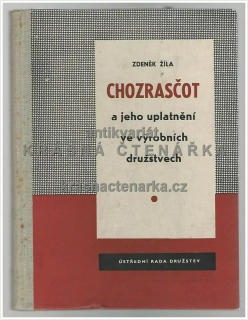 ZDENĚK ŽILA
CHOZRASČOT
a jeho uplatnění
antikvariát
ve výrobních
KRÁSNÁ ČTENÁŘKA
družstvech
krasnactenarka.cz
ÚSTŘEDNÍ RADA DRUŽSTEV